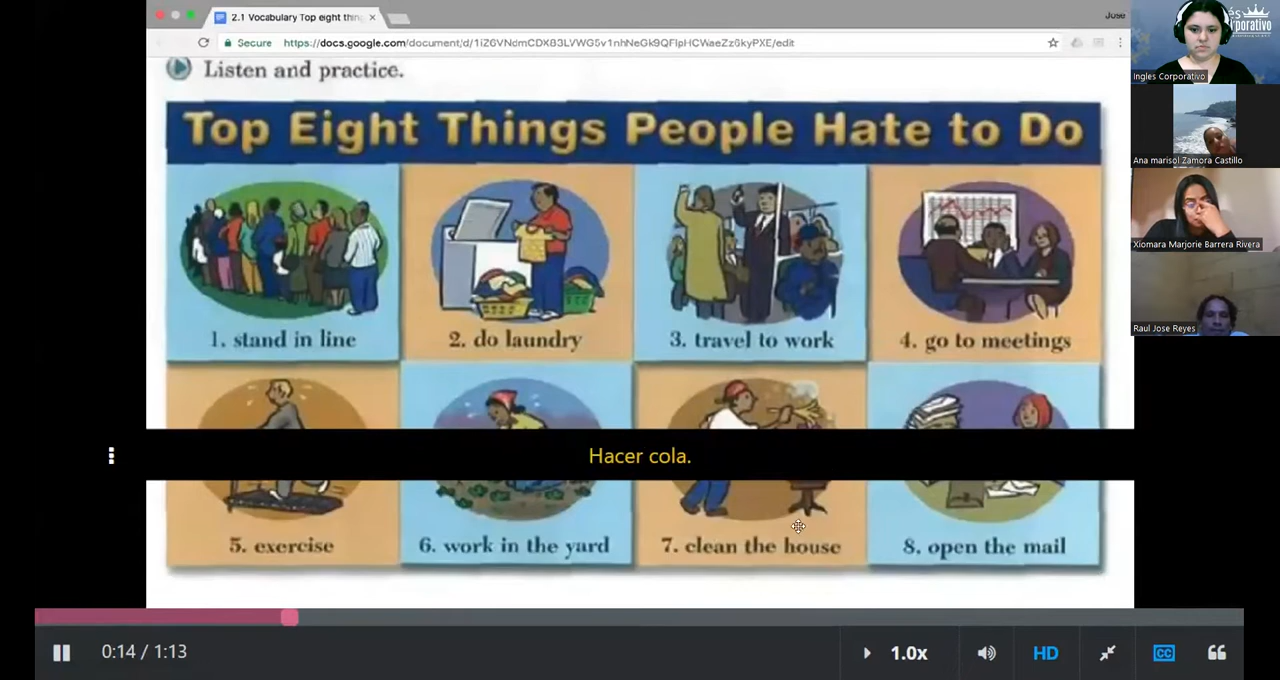 2.1 Vocabulary Top eight thin
Jose
Secure
https://docs.google.com/document/d/1iZ6VNdmCDX83LVWG5v1nhNeGk9QFlpHCWaeZz8kyPXE/edit
Listen and practice.
Top Eight Things People Hate to Do
1. stand in line
2. do laundry
3. travel to work
4. go to meetings
Hacer cola.
5. exercise
6. work in the yard
7. clean the house
8. open the mail
0:14 / 1:13
1.0x
HD
CC
Ingles Corporativo
Ana marisol Zamora Castillo
Xiomara Marjorie Barrera Rivera
Raul Jose Reyes